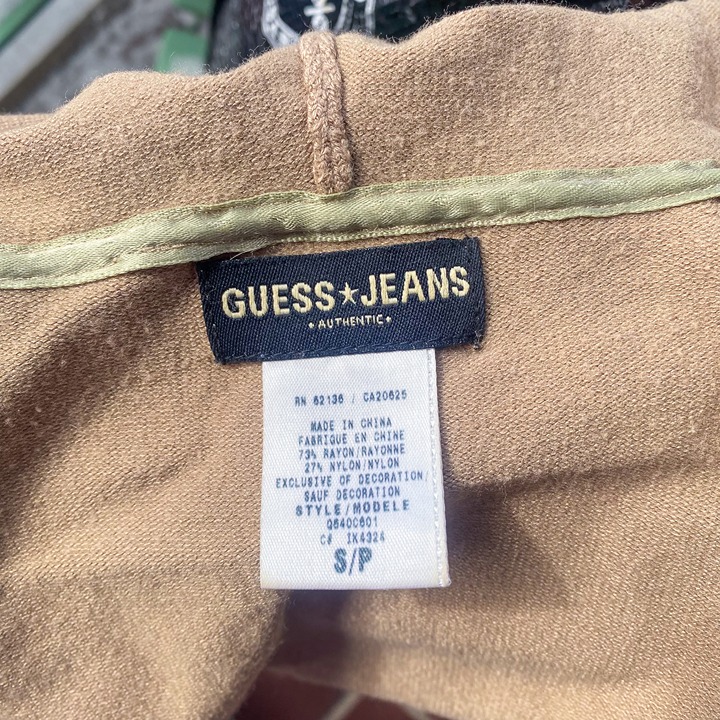 GUESS★JEANS
• AUTHENTIC •
RN 62136 / CA20625
MADE IN CHINA
FABRIQUE EN CHINE
73% RAYON/RAYONNE
27% NYLON/NYLON
EXCLUSIVE OF DECORATION/
SAUF DECORATION
STYLE/MODELE
Q640C601
C# IK4324
S/P